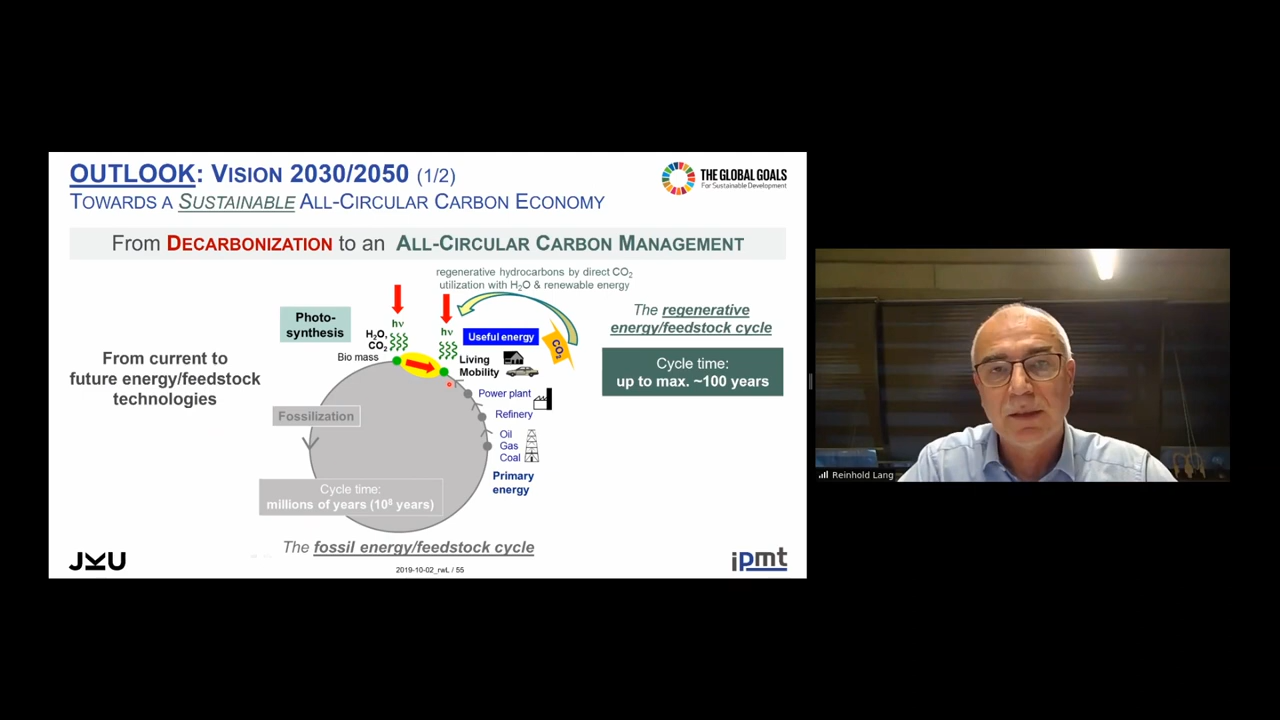 OUTLOOK: VISION 2030/2050 (1/2)
TOWARDS A SUSTAINABLE ALL-CIRCULAR CARBON ECONOMY
THE GLOBAL GOALS
For Sustainable Development
From DECARBONIZATION to an ALL-CIRCULAR CARBON MANAGEMENT
regenerative hydrocarbons by direct CO₂
utilization with H₂O & renewable energy
Photo-
synthesis
hν
H₂O,
CO₂
Bio mass
hν
Useful energy
CO₂
Living
Mobility
The regenerative
energy/feedstock cycle
Cycle time:
up to max. ~100 years
From current to
future energy/feedstock
technologies
Power plant
Refinery
Oil
Gas
Coal
Primary
energy
Fossilization
Cycle time:
millions of years (10⁸ years)
The fossil energy/feedstock cycle
JKU
2019-10-02_rwL / 55
ipmt
Reinhold Lang